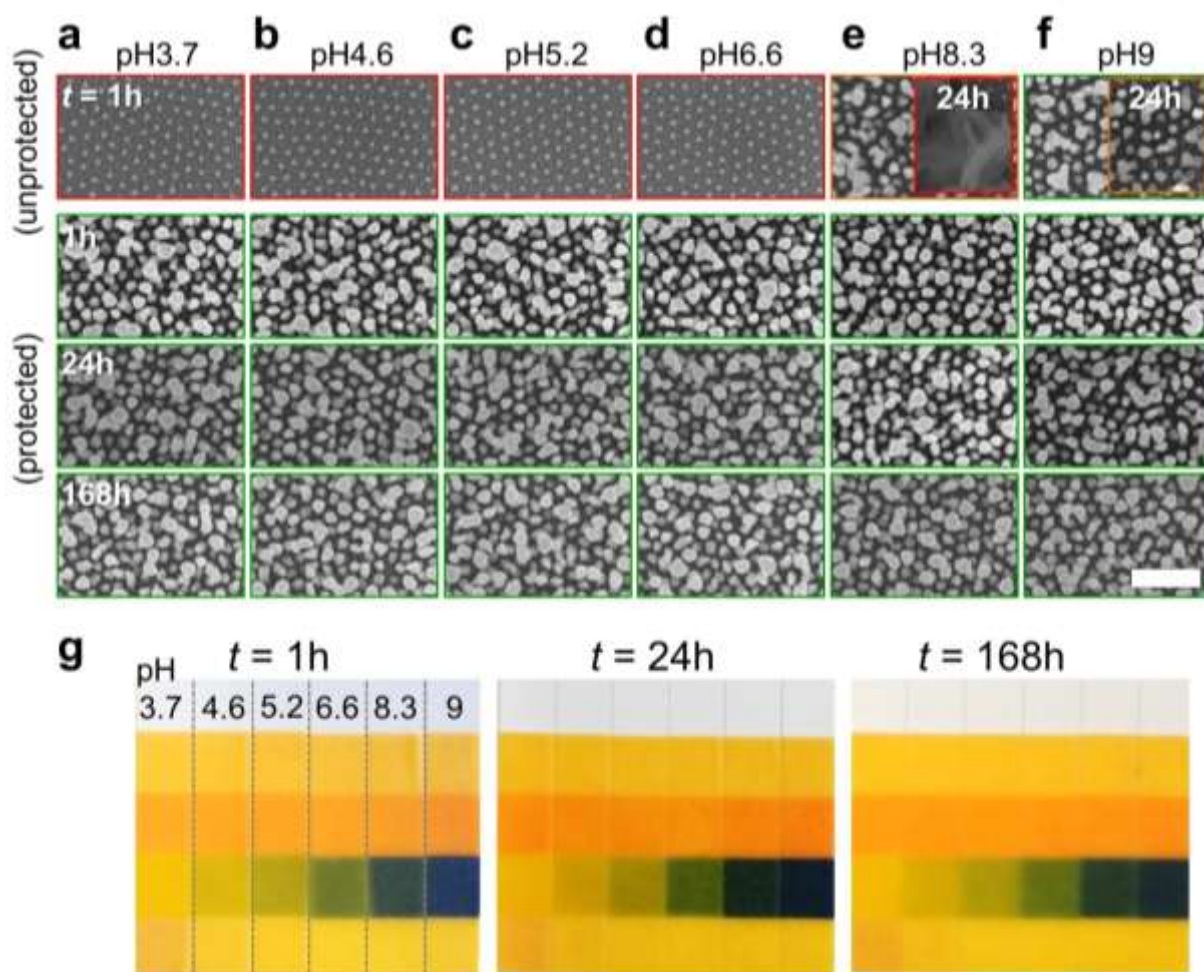 a b c d e f
pH3.7 pH4.6 pH5.2 pH6.6 pH8.3 pH9
(unprotected)
t = 1h
24h
24h
(protected)
1h
24h
168h
g
t = 1h t = 24h t = 168h
pH
3.7 4.6 5.2 6.6 8.3 9